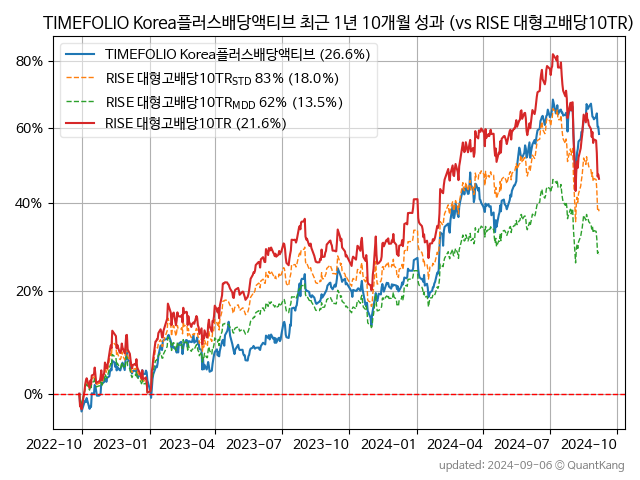 TIMEFOLIO Korea플러스배당액티브 최근 1년 10개월 성과 (vs RISE 대형고배당10TR)
80%
60%
40%
20%
0%
TIMEFOLIO Korea플러스배당액티브 (26.6%)
RISE 대형고배당10TR_STD 83% (18.0%)
RISE 대형고배당10TR_MDD 62% (13.5%)
RISE 대형고배당10TR (21.6%)
2022-10 2023-01 2023-04 2023-07 2023-10 2024-01 2024-04 2024-07 2024-10
updated: 2024-09-06 © QuantKang